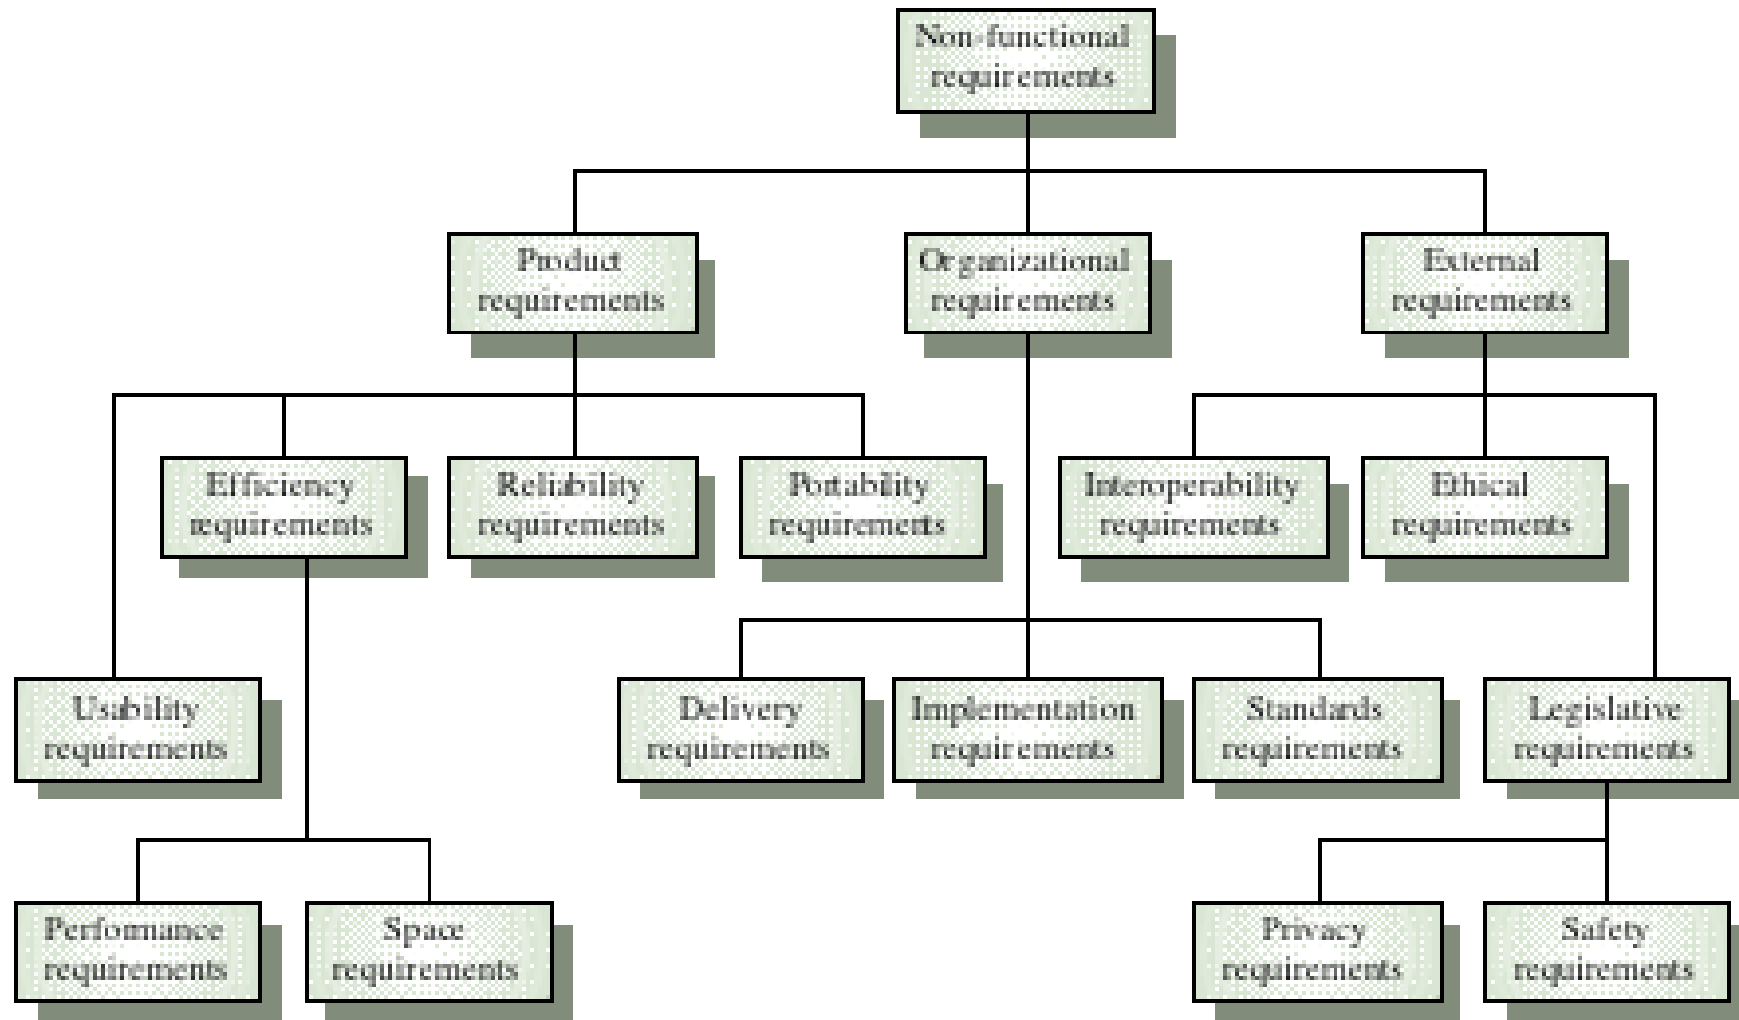 Non-functional
requirements
Product
requirements
Organizational
requirements
External
requirements
Efficiency
requirements
Reliability
requirements
Portability
requirements
Interoperability
requirements
Ethical
requirements
Usability
requirements
Delivery
requirements
Implementation
requirements
Standards
requirements
Legislative
requirements
Performance
requirements
Space
requirements
Privacy
requirements
Safety
requirements